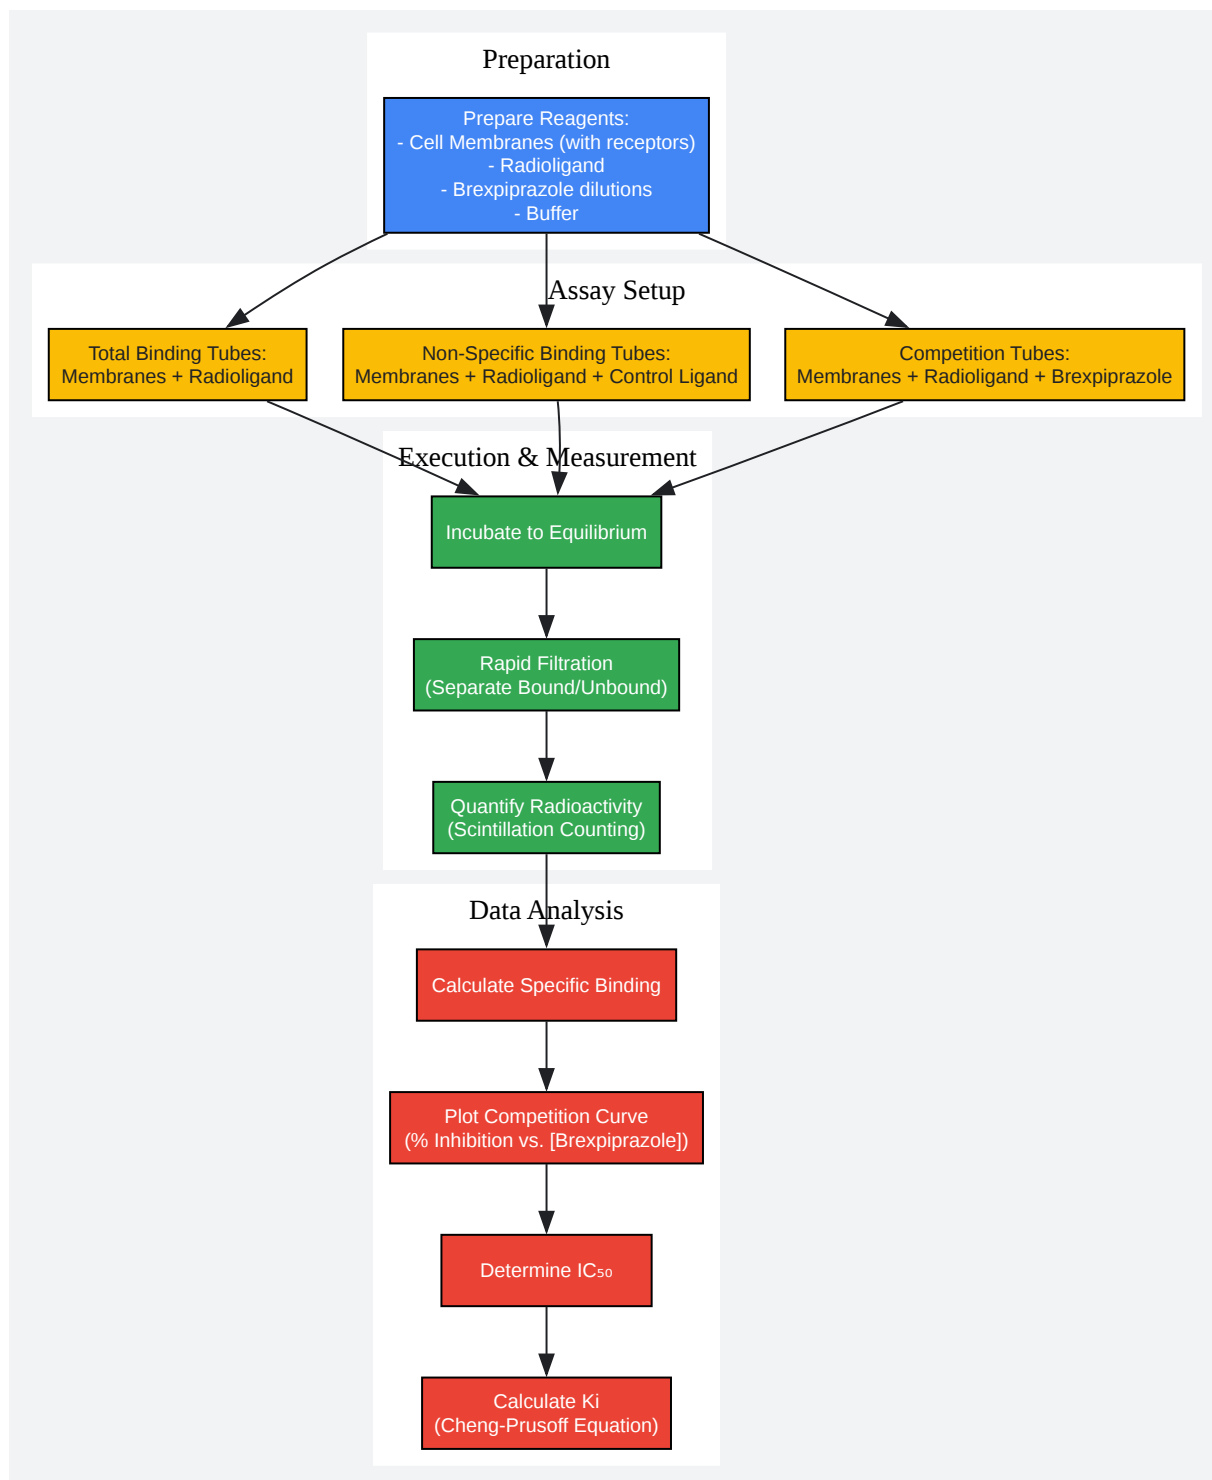 Preparation
Prepare Reagents:
- Cell Membranes (with receptors)
- Radioligand
- Brexpiprazole dilutions
- Buffer
Assay Setup
Total Binding Tubes:
Membranes + Radioligand
Non-Specific Binding Tubes:
Membranes + Radioligand + Control Ligand
Competition Tubes:
Membranes + Radioligand + Brexpiprazole
Execution & Measurement
Incubate to Equilibrium
Rapid Filtration
(Separate Bound/Unbound)
Quantify Radioactivity
(Scintillation Counting)
Data Analysis
Calculate Specific Binding
Plot Competition Curve
(% Inhibition vs. [Brexpiprazole])
Determine IC₅₀
Calculate Ki
(Cheng-Prusoff Equation)